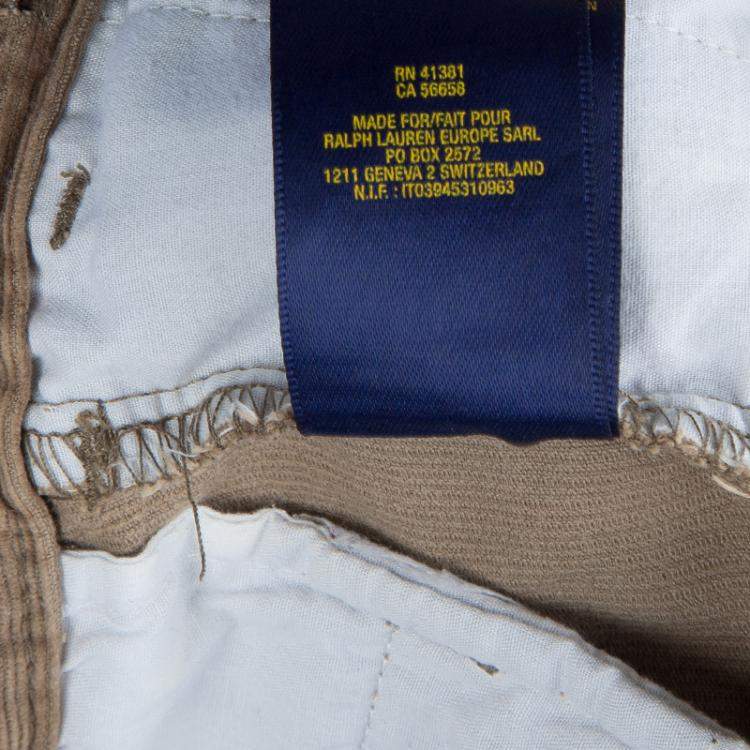 RN 41381
CA 56658
MADE FOR/FAIT POUR
RALPH LAUREN EUROPE SARL
PO BOX 2572
1211 GENEVA 2 SWITZERLAND
N.I.F. : IT03945310963